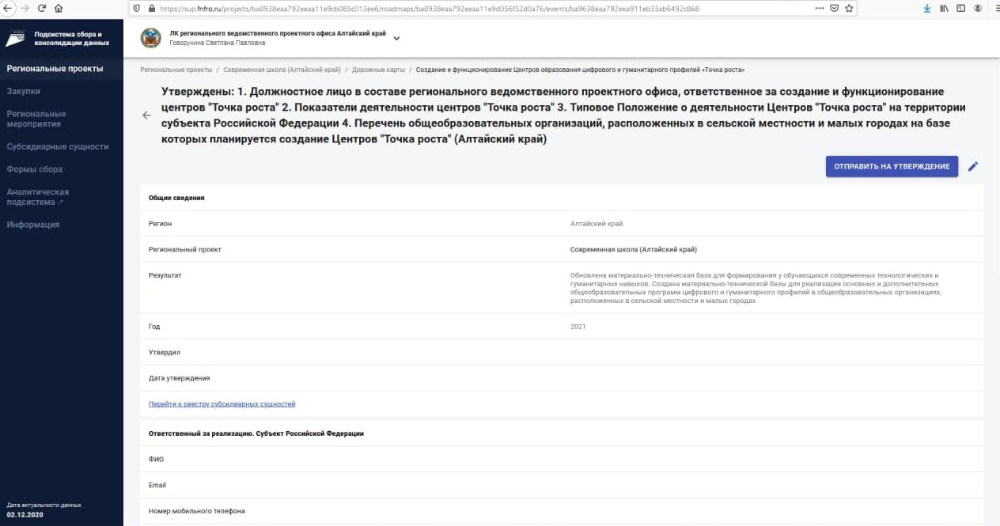 https://sup.fnfro.ru/projects/ba8938eaa792eeaa11e9cb085c013ee6/roadmaps/ba8938eaa792eeaa11e9d056f32d0a76/events/ba9638eaa792eea911eb33ab6492c868
Подсистема сбора и
консолидации данных
ЛК регионального ведомственного проектного офиса Алтайский край
Говорухина Светлана Павловна
Региональные проекты
Закупки
Региональные
мероприятия
Субсидиарные сущности
Формы сбора
Аналитическая
подсистема
Информация
Дата актуальности данных
02.12.2020
Региональные проекты / Современная школа (Алтайский край) / Дорожные карты / Создание и функционирование Центров образования цифрового и гуманитарного профилей «Точка роста»
Утверждены: 1. Должностное лицо в составе регионального ведомственного проектного офиса, ответственное за создание и функционирование
центров "Точка роста" 2. Показатели деятельности центров "Точка роста" 3. Типовое Положение о деятельности Центров "Точка роста" на территории
субъекта Российской Федерации 4. Перечень общеобразовательных организаций, расположенных в сельской местности и малых городах на базе
которых планируется создание Центров "Точка роста" (Алтайский край)
ОТПРАВИТЬ НА УТВЕРЖДЕНИЕ
Общие сведения
Регион Алтайский край
Региональный проект Современная школа (Алтайский край)
Результат Обновлена материально-техническая база для формирования у обучающихся современных технологических и
гуманитарных навыков. Создана материально-технической базы для реализации основных и дополнительных
общеобразовательных программ цифрового и гуманитарного профилей в общеобразовательных организациях,
расположенных в сельской местности и малых городах
Год 2021
Утвердил
Дата утверждения
Перейти к реестру субсидиарных сущностей
Ответственный за реализацию. Субъект Российской Федерации
ФИО
Email
Номер мобильного телефона